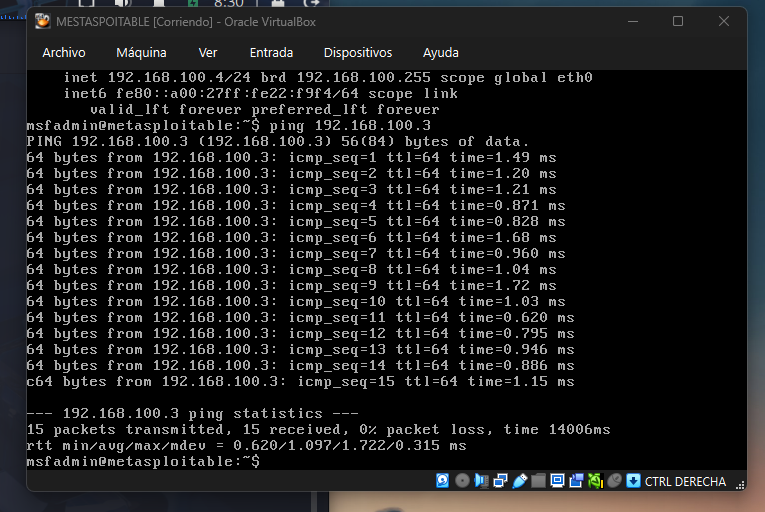 8:30
MESTASPOITABLE [Corriendo] - Oracle VirtualBox
Archivo Máquina Ver Entrada Dispositivos Ayuda
inet 192.168.100.4/24 brd 192.168.100.255 scope global eth0
inet6 fe80::a00:27ff:fe22:f9f4/64 scope link
valid_lft forever preferred_lft forever
msfadmin@metasploitable:~$ ping 192.168.100.3
PING 192.168.100.3 (192.168.100.3) 56(84) bytes of data.
64 bytes from 192.168.100.3: icmp_seq=1 ttl=64 time=1.49 ms
64 bytes from 192.168.100.3: icmp_seq=2 ttl=64 time=1.20 ms
64 bytes from 192.168.100.3: icmp_seq=3 ttl=64 time=1.21 ms
64 bytes from 192.168.100.3: icmp_seq=4 ttl=64 time=0.871 ms
64 bytes from 192.168.100.3: icmp_seq=5 ttl=64 time=0.828 ms
64 bytes from 192.168.100.3: icmp_seq=6 ttl=64 time=1.68 ms
64 bytes from 192.168.100.3: icmp_seq=7 ttl=64 time=0.960 ms
64 bytes from 192.168.100.3: icmp_seq=8 ttl=64 time=1.04 ms
64 bytes from 192.168.100.3: icmp_seq=9 ttl=64 time=1.72 ms
64 bytes from 192.168.100.3: icmp_seq=10 ttl=64 time=1.03 ms
64 bytes from 192.168.100.3: icmp_seq=11 ttl=64 time=0.620 ms
64 bytes from 192.168.100.3: icmp_seq=12 ttl=64 time=0.795 ms
64 bytes from 192.168.100.3: icmp_seq=13 ttl=64 time=0.946 ms
64 bytes from 192.168.100.3: icmp_seq=14 ttl=64 time=0.886 ms
c64 bytes from 192.168.100.3: icmp_seq=15 ttl=64 time=1.15 ms
--- 192.168.100.3 ping statistics ---
15 packets transmitted, 15 received, 0% packet loss, time 14006ms
rtt min/avg/max/mdev = 0.620/1.097/1.722/0.315 ms
msfadmin@metasploitable:~$
CTRL DERECHA